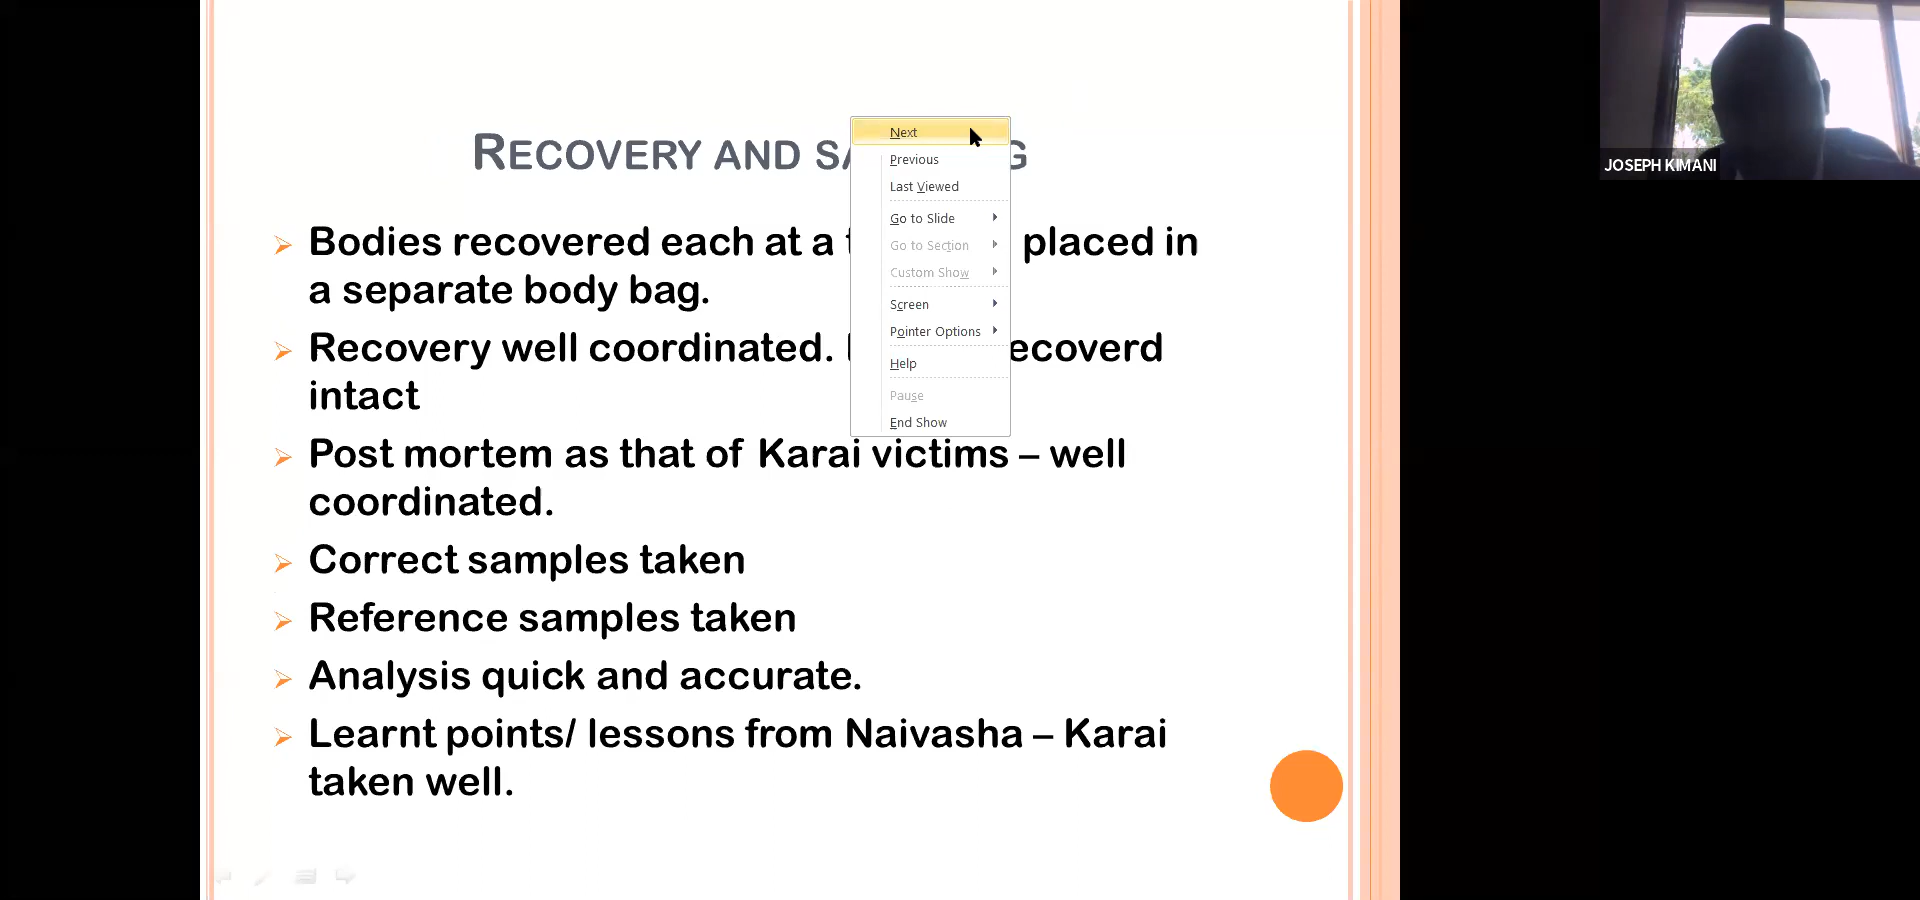 RECOVERY AND SA G
Bodies recovered each at a placed in
a separate body bag.
Recovery well coordinated. ecoverd
intact
Post mortem as that of Karai victims – well
coordinated.
Correct samples taken
Reference samples taken
Analysis quick and accurate.
Learnt points/ lessons from Naivasha – Karai
taken well.
Next
Previous
Last Viewed
Go to Slide
Go to Section
Custom Show
Screen
Pointer Options
Help
Pause
End Show
JOSEPH KIMANI